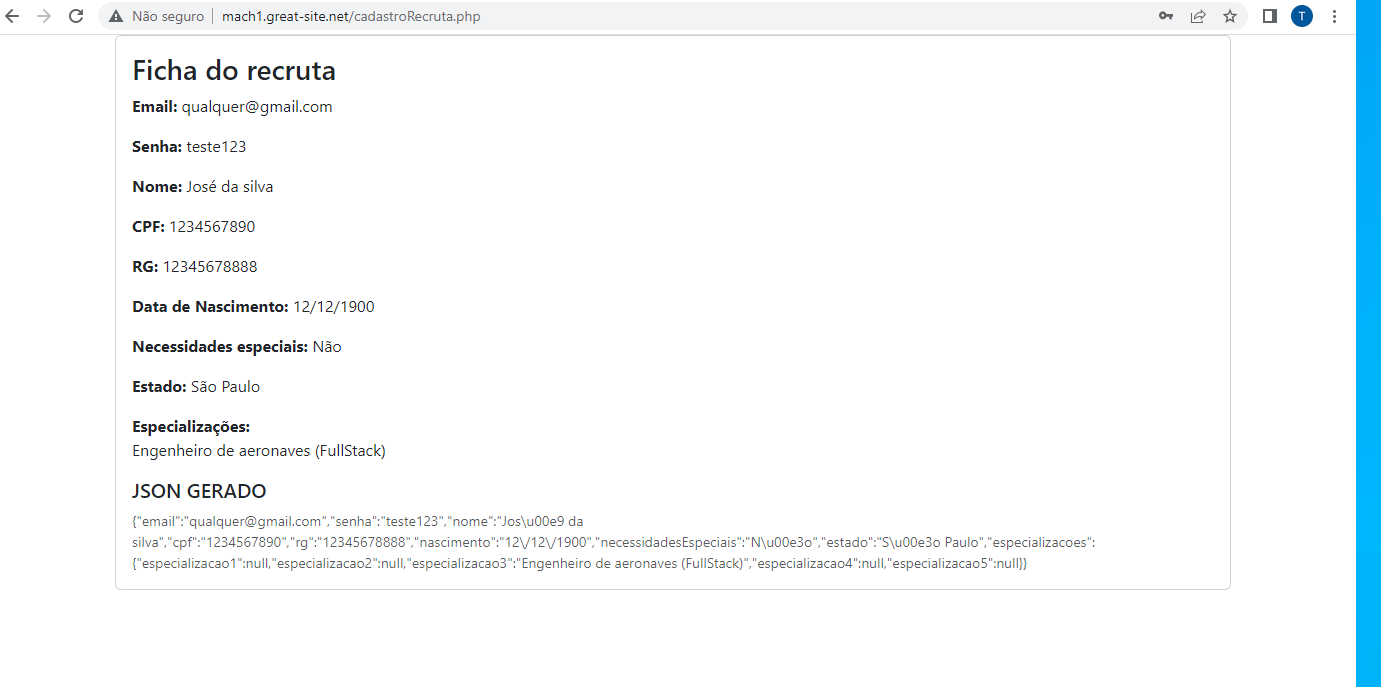 Não seguro | mach1.great-site.net/cadastroRecruta.php
T
Ficha do recruta
Email: qualquer@gmail.com
Senha: teste123
Nome: José da silva
CPF: 1234567890
RG: 12345678888
Data de Nascimento: 12/12/1900
Necessidades especiais: Não
Estado: São Paulo
Especializações:
Engenheiro de aeronaves (FullStack)
JSON GERADO
{"email":"qualquer@gmail.com","senha":"teste123","nome":"Jos\u00e9 da
silva","cpf":"1234567890","rg":"12345678888","nascimento":"12\/12\/1900","necessidadesEspeciais":"N\u00e3o","estado":"S\u00e3o Paulo","especializacoes":
{"especializacao1":null,"especializacao2":null,"especializacao3":"Engenheiro de aeronaves (FullStack)","especializacao4":null,"especializacao5":null}}